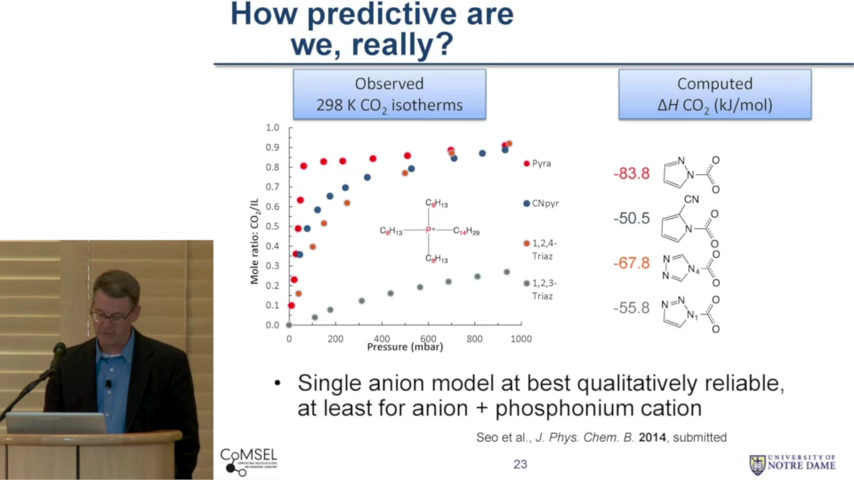 How predictive are
we, really?
Observed
298 K CO₂ isotherms
Computed
ΔH CO₂ (kJ/mol)
Mole ratio: CO₂/IL
1.0
0.9
0.8
0.7
0.6
0.5
0.4
0.3
0.2
0.1
0.0
0
200
400
600
800
1000
Pressure (mbar)
C₆H₁₃
C₆H₁₃
P⁺
C₁₄H₂₉
C₆H₁₃
Pyra
CNpyr
1,2,4-
Triaz
1,2,3-
Triaz
-83.8
N
N
O
O
-50.5
CN
N
O
O
-67.8
N
N
N₄
O
O
-55.8
N
N
N₁
O
O
• Single anion model at best qualitatively reliable,
at least for anion + phosphonium cation
Seo et al., J. Phys. Chem. B. 2014, submitted
CoMSEL
23
UNIVERSITY OF
NOTRE DAME